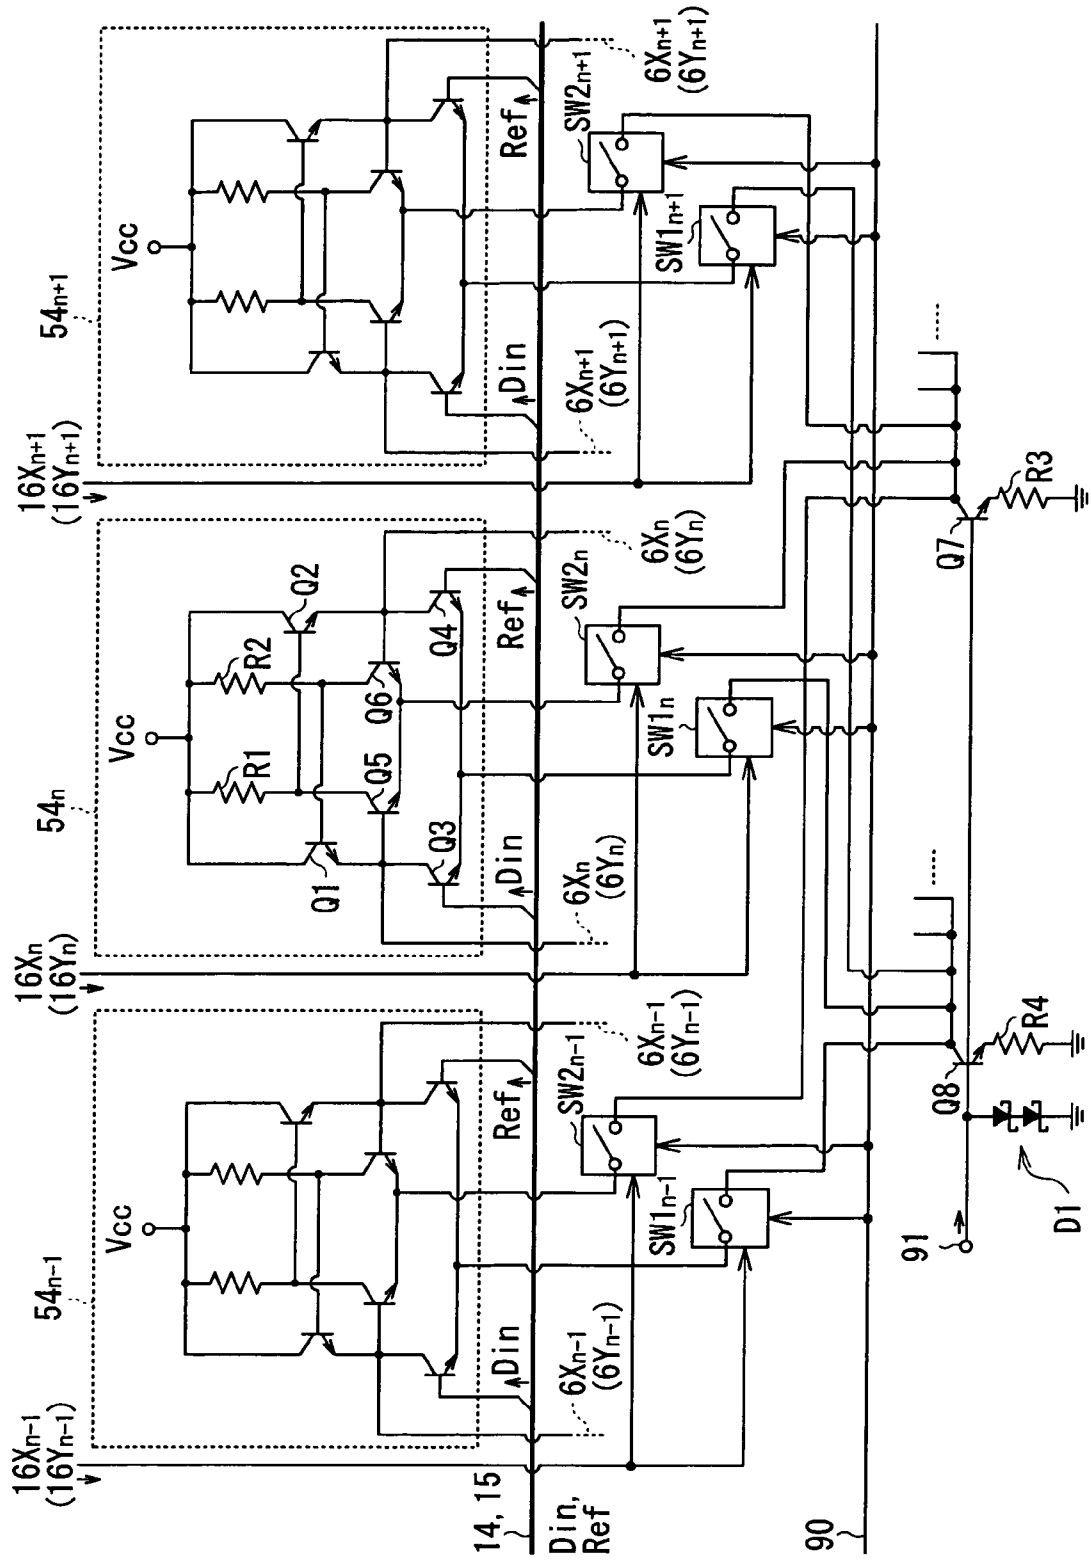 16Xn-1
(16Yn-1)
54n-1
Vcc
Din
Ref
6Xn-1
(6Yn-1)
6Xn-1
(6Yn-1)
SW2n-1
SW1n-1
16Xn
(16Yn)
54n
Vcc
R1
R2
Q1
Q2
Q5
Q6
Q3
Q4
Din
Ref
6Xn
(6Yn)
6Xn
(6Yn)
SW2n
SW1n
16Xn+1
(16Yn+1)
54n+1
Vcc
Din
Ref
6Xn+1
(6Yn+1)
6Xn+1
(6Yn+1)
SW2n+1
SW1n+1
14, 15
Din,
Ref
90
91
D1
Q8
R4
Q7
R3